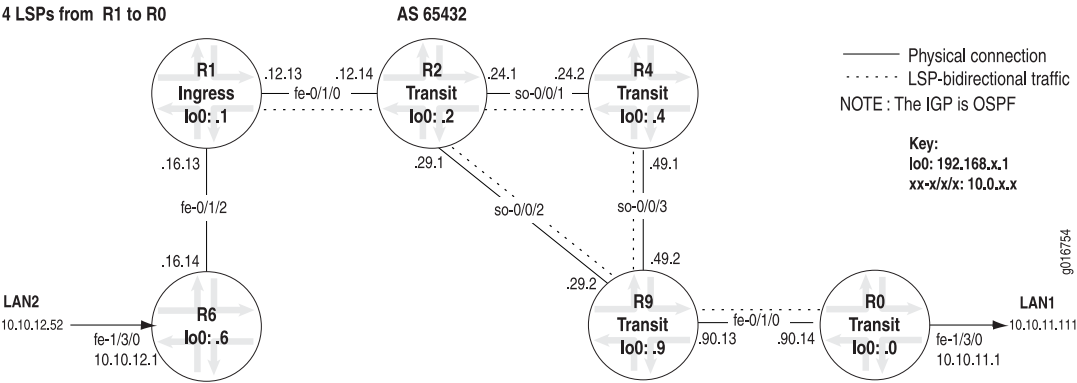 4 LSPs from R1 to R0
AS 65432
R1
Ingress
lo0: .1
.12.13
fe-0/1/0
.12.14
R2
Transit
lo0: .2
.24.1
so-0/0/1
.24.2
R4
Transit
lo0: .4
Physical connection
LSP-bidirectional traffic
NOTE : The IGP is OSPF
Key:
lo0: 192.168.x.1
xx-x/x/x: 10.0.x.x
.16.13
.29.1
.49.1
fe-0/1/2
so-0/0/2
so-0/0/3
.16.14
.29.2
.49.2
g016754
LAN2
10.10.12.52
fe-1/3/0
10.10.12.1
R6
lo0: .6
R9
Transit
lo0: .9
fe-0/1/0
.90.13
.90.14
R0
Transit
lo0: .0
LAN1
10.10.11.111
fe-1/3/0
10.10.11.1